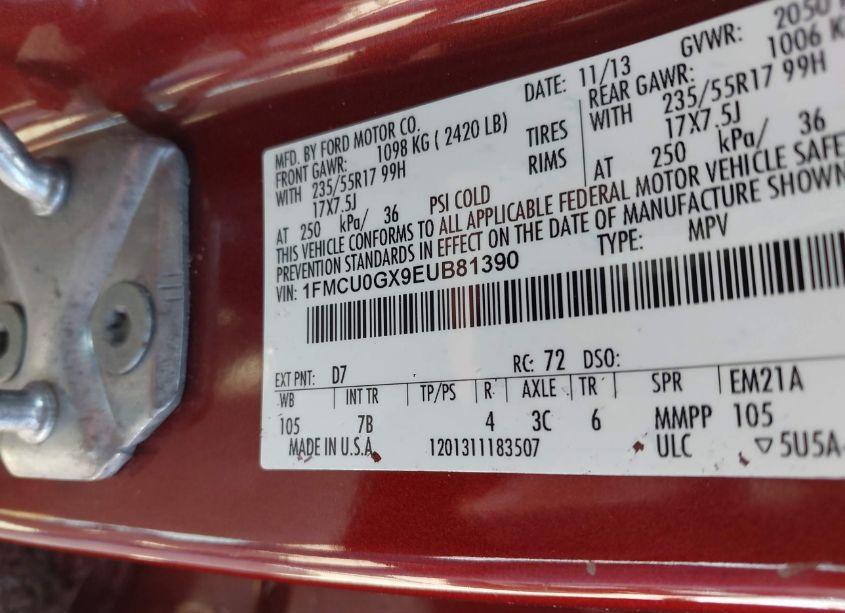 MFD. BY FORD MOTOR CO. DATE: 11/13 GVWR: 2050
FRONT GAWR: 1098 KG ( 2420 LB) REAR GAWR: 1006 K
WITH 235/55R17 99H TIRES WITH 235/55R17 99H
17X7.5J RIMS 17X7.5J
AT 250 kPa/ 36 PSI COLD AT 250 kPa/ 36
THIS VEHICLE CONFORMS TO ALL APPLICABLE FEDERAL MOTOR VEHICLE SAFE
PREVENTION STANDARDS IN EFFECT ON THE DATE OF MANUFACTURE SHOWN
VIN: 1FMCU0GX9EUB81390 TYPE: MPV
EXT PNT: D7 RC: 72 DSO:
WB INT TR TP/PS R AXLE TR SPR EM21A
105 7B 4 3C 6 MMPP 105
MADE IN U.S.A. 1201311183507 ULC ▽5U5A-